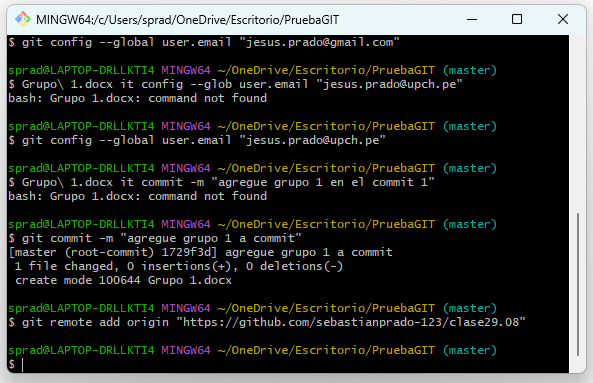 MINGW64:/c/Users/sprad/OneDrive/Escritorio/PruebaGIT
$ git config --global user.email "jesus.prado@gmail.com"
sprad@LAPTOP-DRLLKTI4 MINGW64 ~/OneDrive/Escritorio/PruebaGIT (master)
$ Grupo\ 1.docx it config --glob user.email "jesus.prado@upch.pe"
bash: Grupo 1.docx: command not found
sprad@LAPTOP-DRLLKTI4 MINGW64 ~/OneDrive/Escritorio/PruebaGIT (master)
$ git config --global user.email "jesus.prado@upch.pe"
sprad@LAPTOP-DRLLKTI4 MINGW64 ~/OneDrive/Escritorio/PruebaGIT (master)
$ Grupo\ 1.docx it commit -m "agregue grupo 1 en el commit 1"
bash: Grupo 1.docx: command not found
sprad@LAPTOP-DRLLKTI4 MINGW64 ~/OneDrive/Escritorio/PruebaGIT (master)
$ git commit -m "agregue grupo 1 a commit"
[master (root-commit) 1729f3d] agregue grupo 1 a commit
1 file changed, 0 insertions(+), 0 deletions(-)
create mode 100644 Grupo 1.docx
sprad@LAPTOP-DRLLKTI4 MINGW64 ~/OneDrive/Escritorio/PruebaGIT (master)
$ git remote add origin "https://github.com/sebastianprado-123/clase29.08"
sprad@LAPTOP-DRLLKTI4 MINGW64 ~/OneDrive/Escritorio/PruebaGIT (master)
$